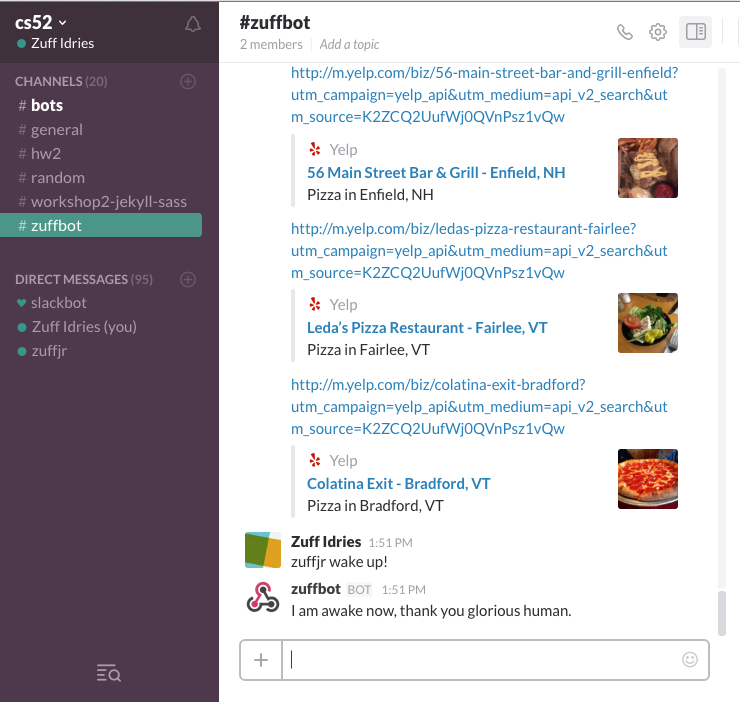 cs52
Zuff Idries
CHANNELS (20)
# bots
# general
# hw2
# random
# workshop2-jekyll-sass
# zuffbot
DIRECT MESSAGES (95)
slackbot
Zuff Idries (you)
zuffjr
#zuffbot
2 members | Add a topic
http://m.yelp.com/biz/56-main-street-bar-and-grill-enfield?
utm_campaign=yelp_api&utm_medium=api_v2_search&ut
m_source=K2ZCQ2UufWj0QVnPsz1vQw
Yelp
56 Main Street Bar & Grill - Enfield, NH
Pizza in Enfield, NH
http://m.yelp.com/biz/ledas-pizza-restaurant-fairlee?
utm_campaign=yelp_api&utm_medium=api_v2_search&ut
m_source=K2ZCQ2UufWj0QVnPsz1vQw
Yelp
Leda’s Pizza Restaurant - Fairlee, VT
Pizza in Fairlee, VT
http://m.yelp.com/biz/colatina-exit-bradford?
utm_campaign=yelp_api&utm_medium=api_v2_search&ut
m_source=K2ZCQ2UufWj0QVnPsz1vQw
Yelp
Colatina Exit - Bradford, VT
Pizza in Bradford, VT
Zuff Idries 1:51 PM
zuffjr wake up!
zuffbot BOT 1:51 PM
I am awake now, thank you glorious human.